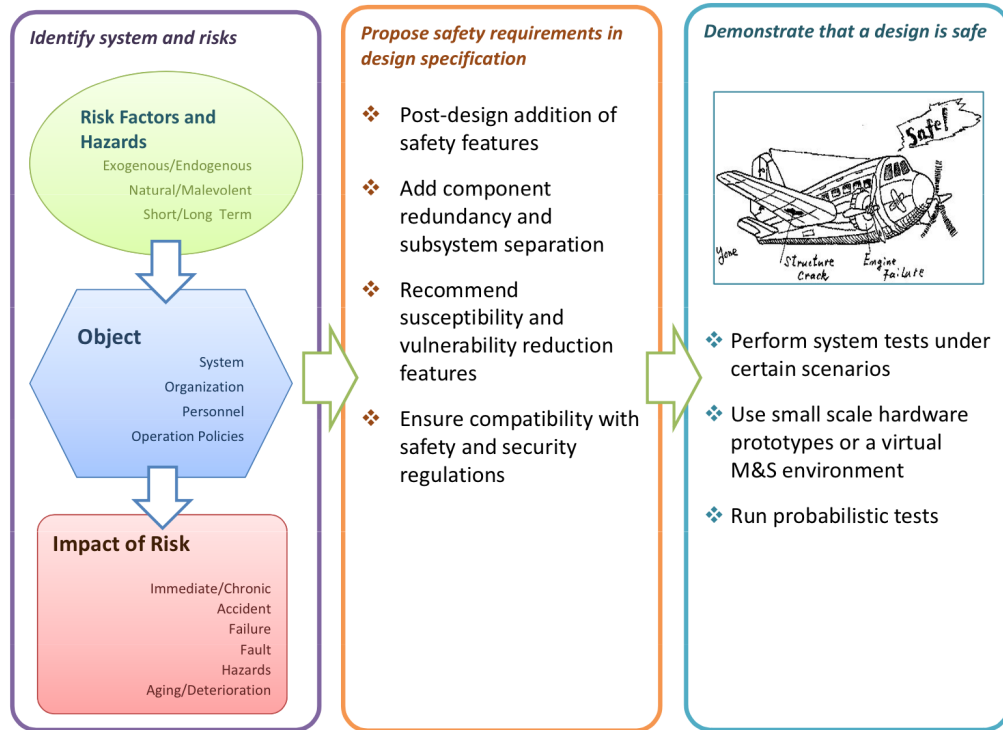 Identify system and risks
Risk Factors and
Hazards
Exogenous/Endogenous
Natural/Malevolent
Short/Long Term
Object
System
Organization
Personnel
Operation Policies
Impact of Risk
Immediate/Chronic
Accident
Failure
Fault
Hazards
Aging/Deterioration
Propose safety requirements in
design specification
Post-design addition of
safety features
Add component
redundancy and
subsystem separation
Recommend
susceptibility and
vulnerability reduction
features
Ensure compatibility with
safety and security
regulations
Demonstrate that a design is safe
Safe!
Yone
Structure
Crack
Engine
Failure
Perform system tests under
certain scenarios
Use small scale hardware
prototypes or a virtual
M&S environment
Run probabilistic tests